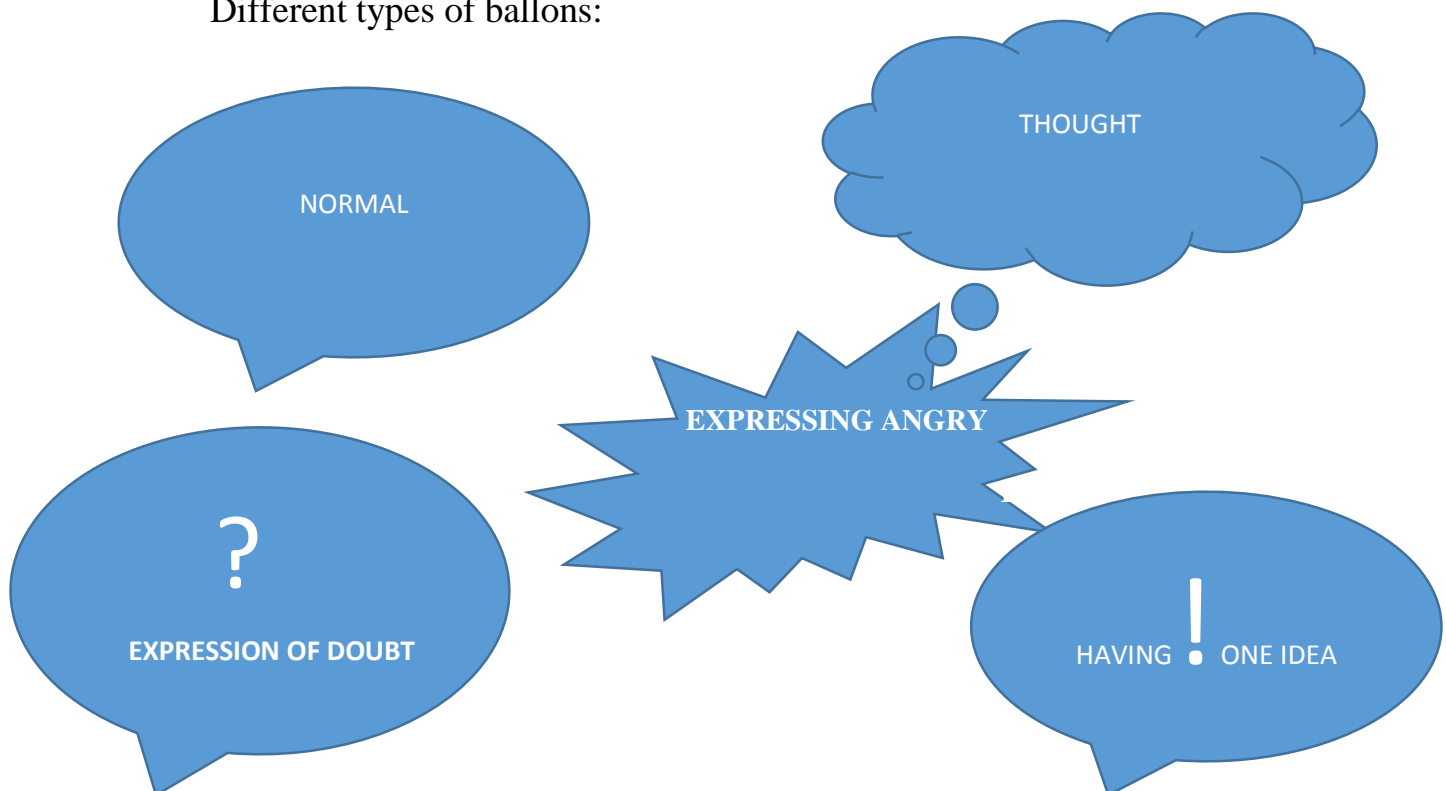 Different types of ballons:
THOUGHT
NORMAL
EXPRESSING ANGRY
?
EXPRESSION OF DOUBT
HAVING ! ONE IDEA